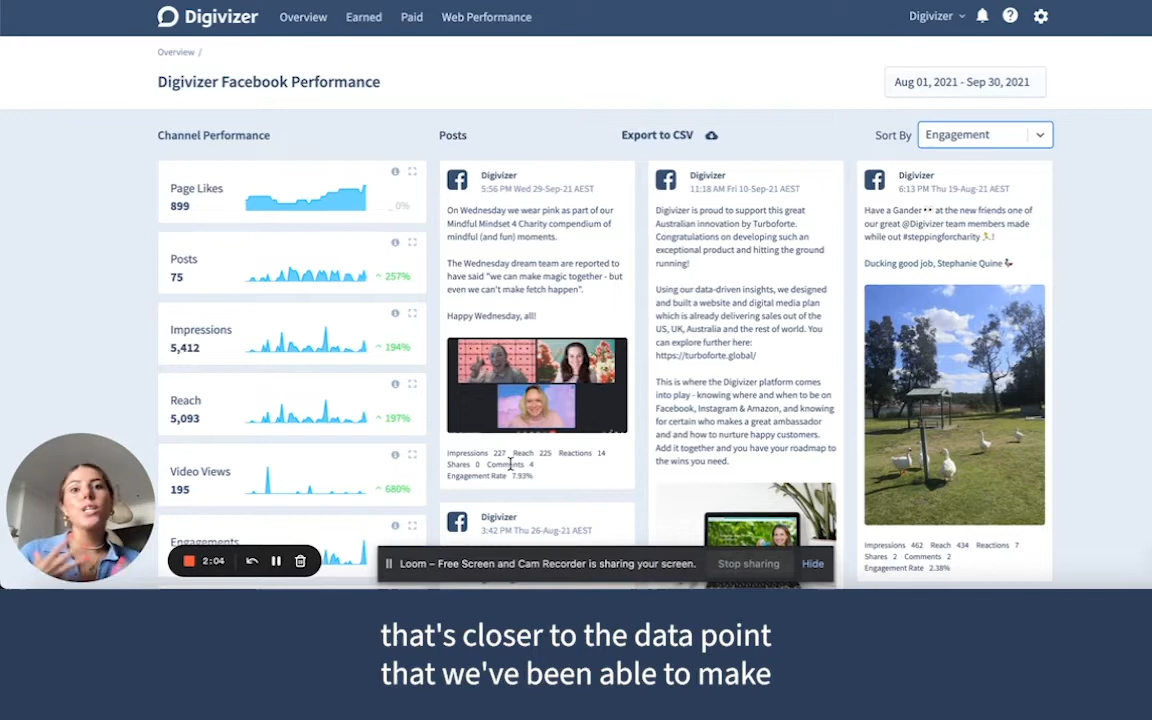 Digivizer
Overview
Earned
Paid
Web Performance
Digivizer
Overview /
Digivizer Facebook Performance
Aug 01, 2021 - Sep 30, 2021
Channel Performance
Posts
Export to CSV
Sort By
Engagement
Page Likes
899
_ 0%
Posts
75
257%
Impressions
5,412
194%
Reach
5,093
197%
Video Views
195
680%
Engagements
Digivizer
5:56 PM Wed 29-Sep-21 AEST
On Wednesday we wear pink as part of our
Mindful Mindset 4 Charity compendium of
mindful (and fun) moments.
The Wednesday dream team are reported to
have said "we can make magic together - but
even we can't make fetch happen".
Happy Wednesday, all!
Impressions 227 Reach 225 Reactions 14
Shares 0 Comments 4
Engagement Rate 7.93%
Digivizer
3:42 PM Thu 26-Aug-21 AEST
Digivizer
11:18 AM Fri 10-Sep-21 AEST
Digivizer is proud to support this great
Australian innovation by Turboforte.
Congratulations on developing such an
exceptional product and hitting the ground
running!
Using our data-driven insights, we designed
and built a website and digital media plan
which is already delivering sales out of the
US, UK, Australia and the rest of world. You
can explore further here:
https://turboforte.global/
This is where the Digivizer platform comes
into play - knowing where and when to be on
Facebook, Instagram & Amazon, and knowing
for certain who makes a great ambassador
and and how to nurture happy customers.
Add it together and you have your roadmap to
the wins you need.
Digivizer
6:13 PM Thu 19-Aug-21 AEST
Have a Gander 👀 at the new friends one of
our great @Digivizer team members made
while out #steppingforcharity 🏃!
Ducking good job, Stephanie Quine 🦆
Impressions 462 Reach 434 Reactions 7
Shares 2 Comments 2
Engagement Rate 2.38%
2:04
Loom – Free Screen and Cam Recorder is sharing your screen.
Stop sharing
Hide
that's closer to the data point
that we've been able to make